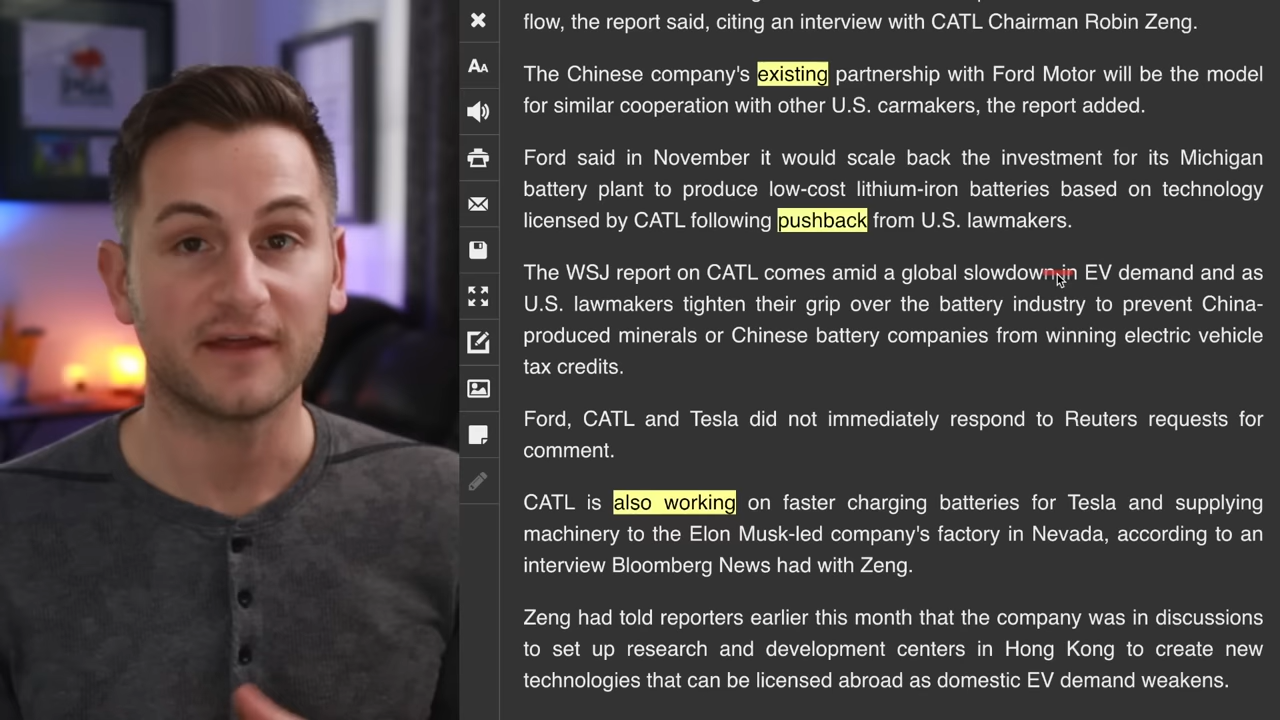 flow, the report said, citing an interview with CATL Chairman Robin Zeng.
The Chinese company's existing partnership with Ford Motor will be the model
for similar cooperation with other U.S. carmakers, the report added.
Ford said in November it would scale back the investment for its Michigan
battery plant to produce low-cost lithium-iron batteries based on technology
licensed by CATL following pushback from U.S. lawmakers.
The WSJ report on CATL comes amid a global slowdown in EV demand and as
U.S. lawmakers tighten their grip over the battery industry to prevent China-
produced minerals or Chinese battery companies from winning electric vehicle
tax credits.
Ford, CATL and Tesla did not immediately respond to Reuters requests for
comment.
CATL is also working on faster charging batteries for Tesla and supplying
machinery to the Elon Musk-led company's factory in Nevada, according to an
interview Bloomberg News had with Zeng.
Zeng had told reporters earlier this month that the company was in discussions
to set up research and development centers in Hong Kong to create new
technologies that can be licensed abroad as domestic EV demand weakens.